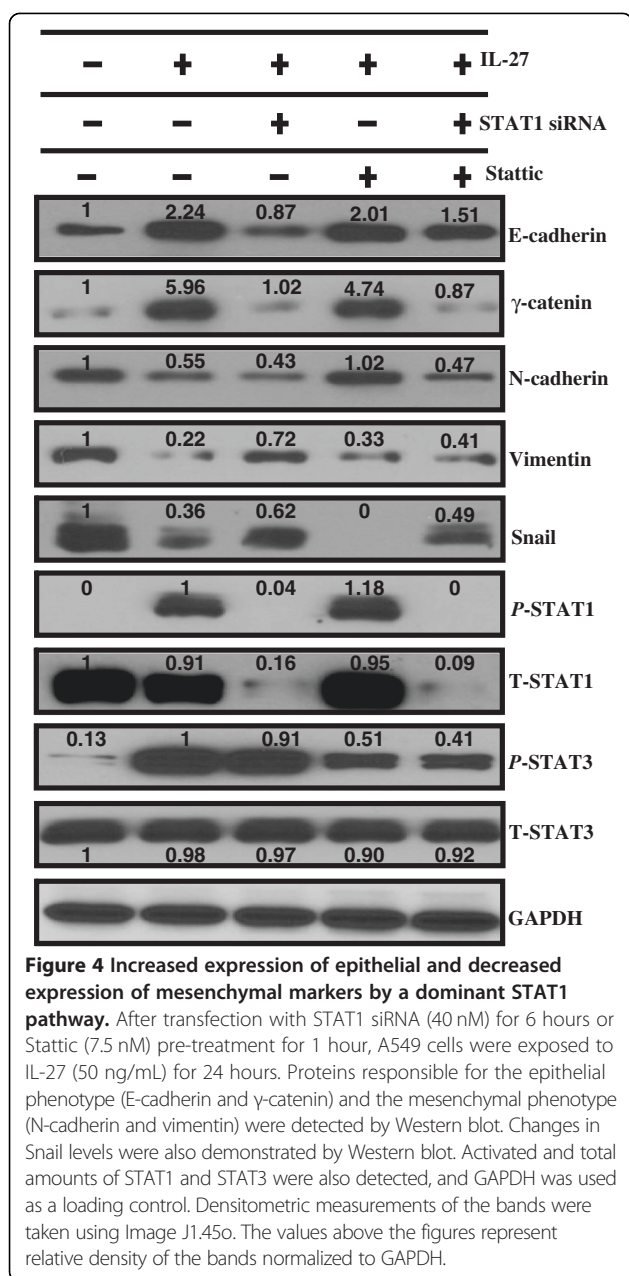 − + + + + IL-27
− − + − + STAT1 siRNA
− − − + + Stattic
1 2.24 0.87 2.01 1.51 E-cadherin
1 5.96 1.02 4.74 0.87 γ-catenin
1 0.55 0.43 1.02 0.47 N-cadherin
1 0.22 0.72 0.33 0.41 Vimentin
1 0.36 0.62 0 0.49 Snail
0 1 0.04 1.18 0 P-STAT1
1 0.91 0.16 0.95 0.09 T-STAT1
0.13 1 0.91 0.51 0.41 P-STAT3
T-STAT3
1 0.98 0.97 0.90 0.92
GAPDH
Figure 4 Increased expression of epithelial and decreased
expression of mesenchymal markers by a dominant STAT1
pathway. After transfection with STAT1 siRNA (40 nM) for 6 hours or
Stattic (7.5 nM) pre-treatment for 1 hour, A549 cells were exposed to
IL-27 (50 ng/mL) for 24 hours. Proteins responsible for the epithelial
phenotype (E-cadherin and γ-catenin) and the mesenchymal phenotype
(N-cadherin and vimentin) were detected by Western blot. Changes in
Snail levels were also demonstrated by Western blot. Activated and total
amounts of STAT1 and STAT3 were also detected, and GAPDH was used
as a loading control. Densitometric measurements of the bands were
taken using Image J1.45o. The values above the figures represent
relative density of the bands normalized to GAPDH.